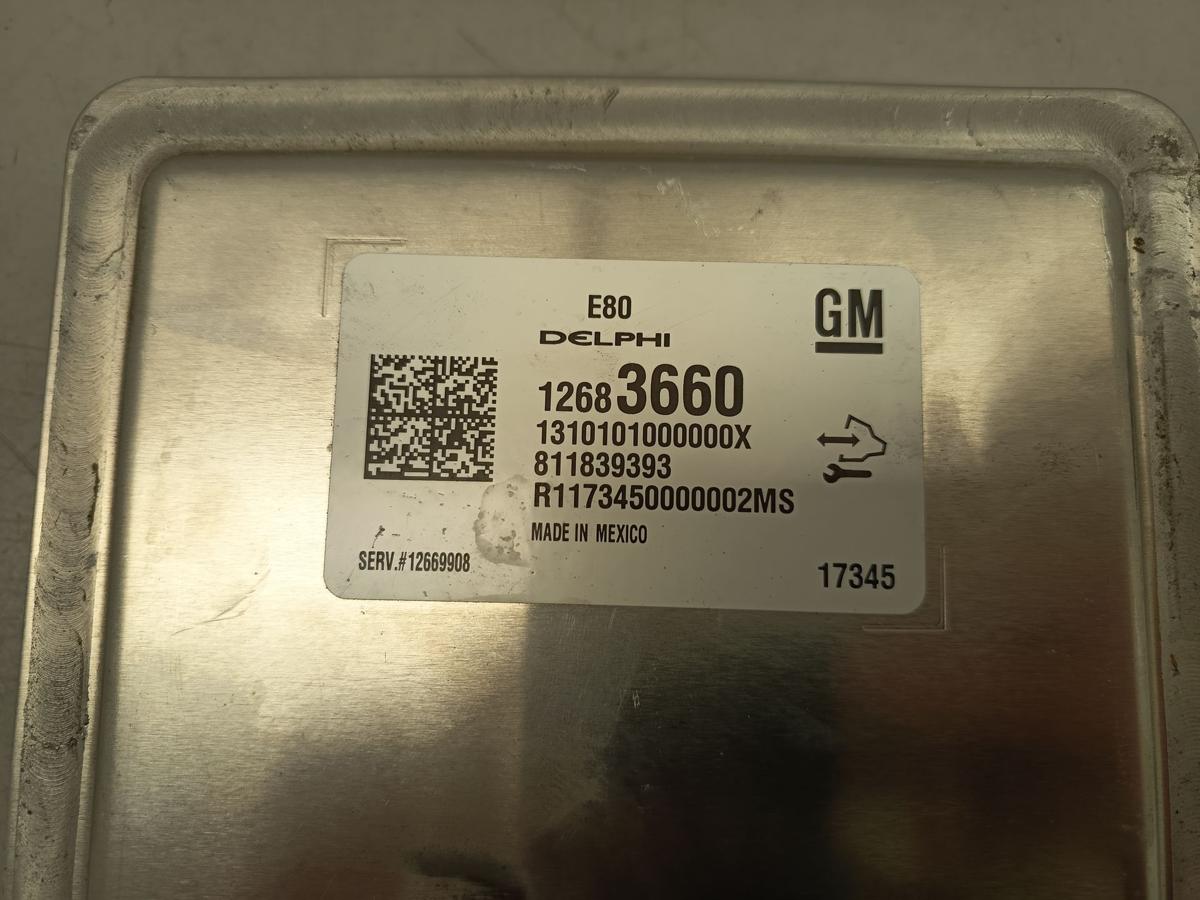 E80
GM
DELPHI
12683660
1310101000000X
811839393
R1173450000002MS
MADE IN MEXICO
SERV.#12669908
17345